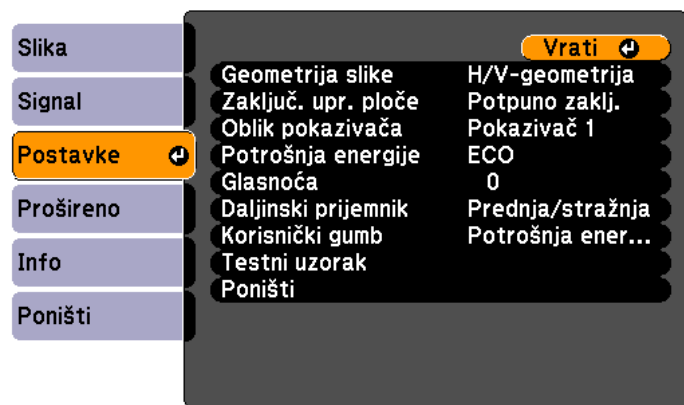 Slika
Signal
Postavke
Prošireno
Info
Poništi
Vrati
Geometrija slike H/V-geometrija
Zaključ. upr. ploče Potpuno zaklj.
Oblik pokazivača Pokazivač 1
Potrošnja energije ECO
Glasnoća 0
Daljinski prijemnik Prednja/stražnja
Korisnički gumb Potrošnja ener...
Testni uzorak
Poništi